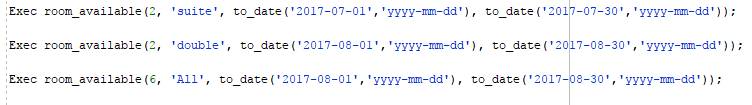 Exec room_available(2, 'suite', to_date('2017-07-01','yyyy-mm-dd'), to_date('2017-07-30','yyyy-mm-dd'));
Exec room_available(2, 'double', to_date('2017-08-01','yyyy-mm-dd'), to_date('2017-08-30','yyyy-mm-dd'));
Exec room_available(6, 'All', to_date('2017-08-01','yyyy-mm-dd'), to_date('2017-08-30','yyyy-mm-dd'));